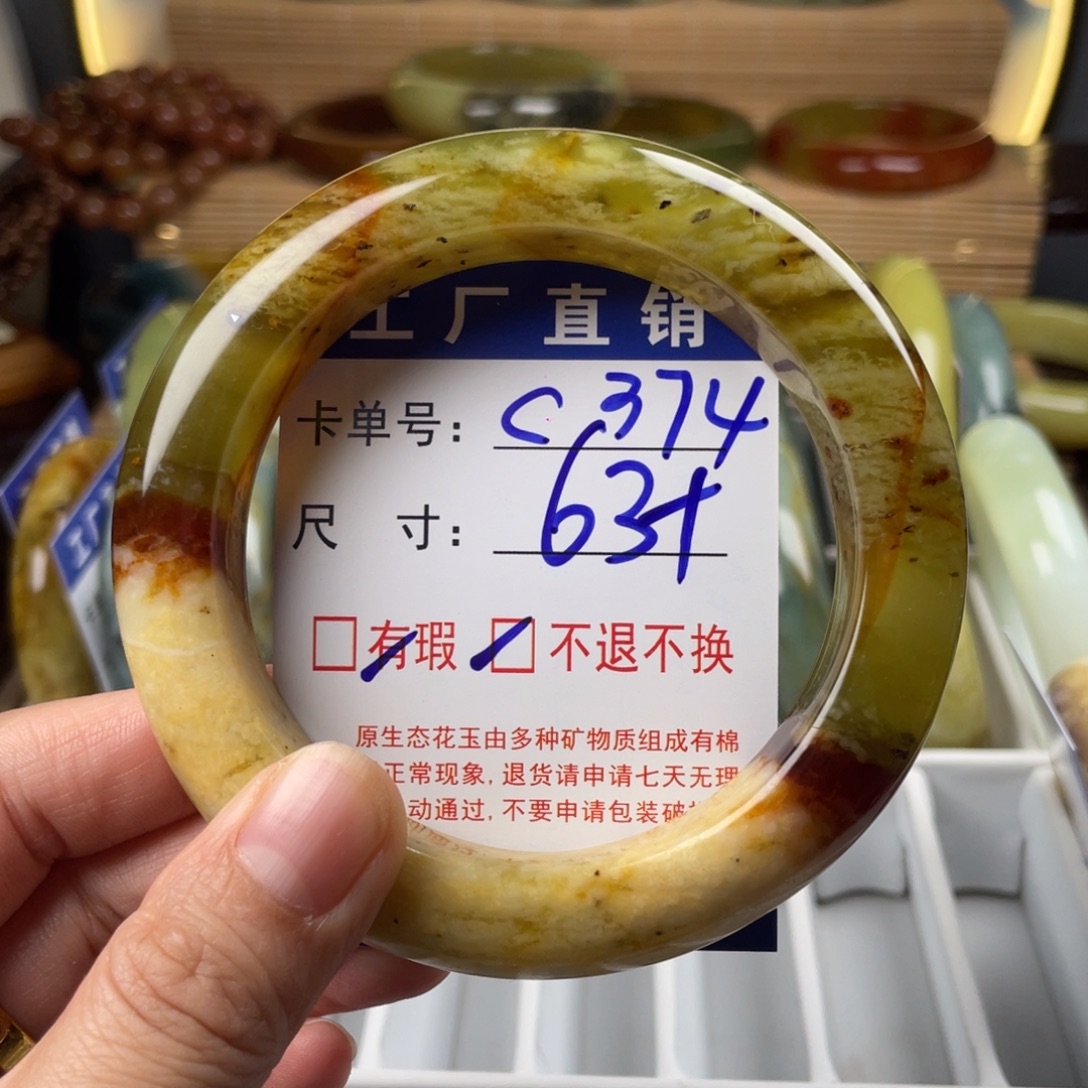 工厂直销
卡单号: C374
尺 寸: 63+
□有瑕 □不退不换
原生态花玉由多种矿物质组成有棉
正常现象,退货请申请七天无理
动通过,不要申请包装破